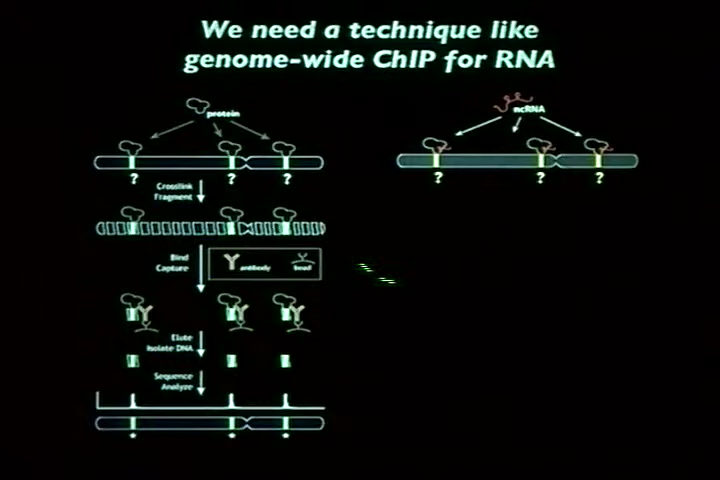 We need a technique like
genome-wide ChIP for RNA
protein
ncRNA
? ? ?
? ? ?
Crosslink
Fragment
Bind
Capture
antibody
bead
Elute
Isolate DNA
Sequence
Analyze